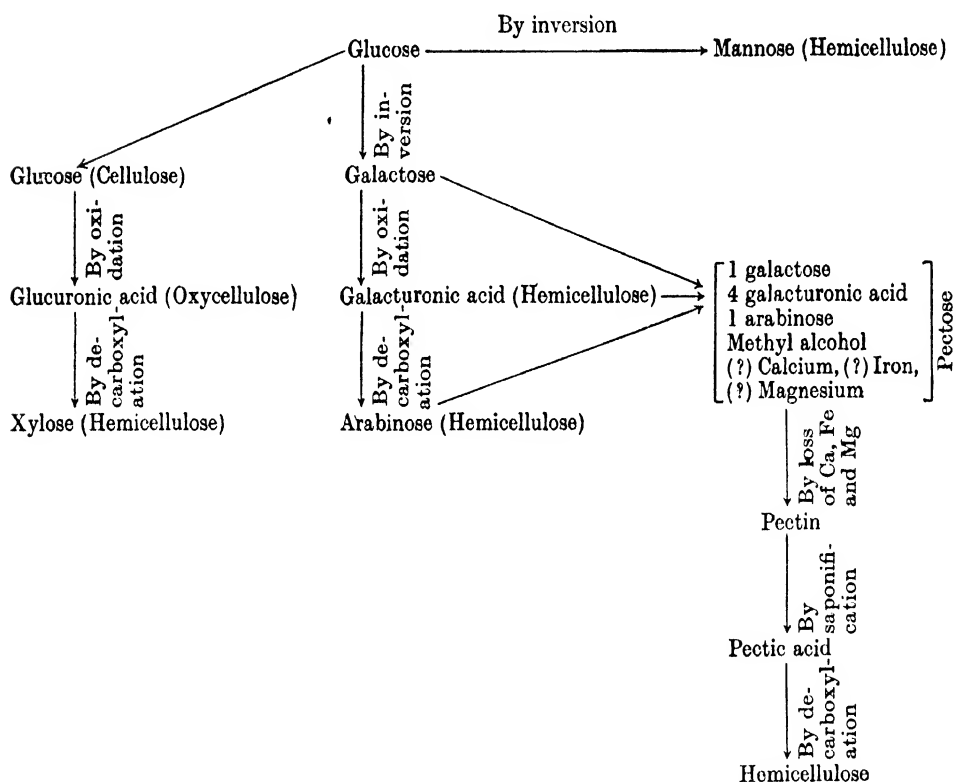 By inversion
Glucose
Mannose (Hemicellulose)
By in-
version
Glucose (Cellulose)
Galactose
By oxi-
dation
By oxi-
dation
Glucuronic acid (Oxycellulose)
Galacturonic acid (Hemicellulose)
1 galactose
4 galacturonic acid
1 arabinose
Methyl alcohol
(?) Calcium, (?) Iron,
(?) Magnesium
Pectose
By de-
carboxyl-
ation
By de-
carboxyl-
ation
Xylose (Hemicellulose)
Arabinose (Hemicellulose)
By loss
of Ca, Fe
and Mg
Pectin
By
saponifi-
cation
Pectic acid
By de-
carboxyl-
ation
Hemicellulose